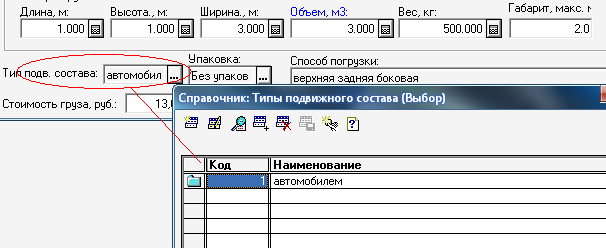 Длина, м: Высота., м: Ширина., м: Объем, м3: Вес, кг: Габарит, макс. м
1.000 1.000 3.000 3.000 500.000 2.0
Тип подв. состава: автомобил ... Упаковка: Без упаков ... Способ погрузки: верхняя задняя боковая
Стоимость груза, руб.: 13,
Справочник: Типы подвижного состава (Выбор)
Код Наименование
1 автомобилем